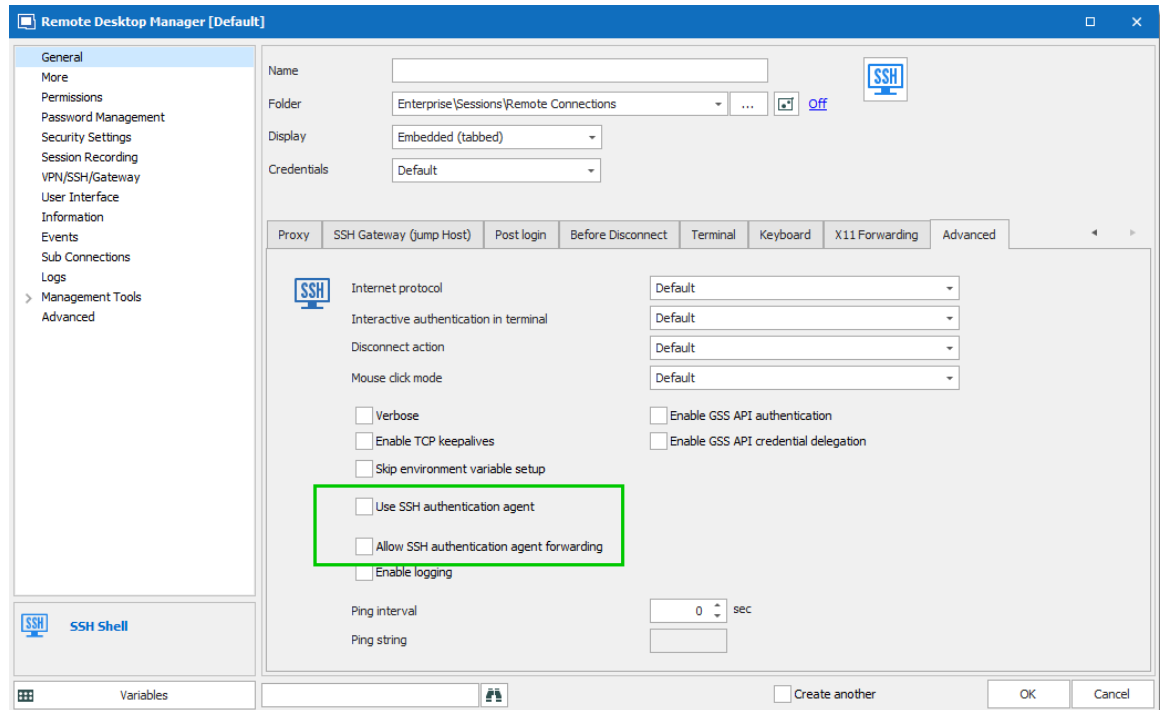 Remote Desktop Manager [Default]
General
More
Permissions
Password Management
Security Settings
Session Recording
VPN/SSH/Gateway
User Interface
Information
Events
Sub Connections
Logs
Management Tools
Advanced
SSH SSH Shell
Variables
Name
SSH
Folder Enterprise\Sessions\Remote Connections ... Off
Display Embedded (tabbed)
Credentials Default
Proxy SSH Gateway (jump Host) Post login Before Disconnect Terminal Keyboard X11 Forwarding Advanced
SSH Internet protocol Default
Interactive authentication in terminal Default
Disconnect action Default
Mouse click mode Default
Verbose Enable GSS API authentication
Enable TCP keepalives Enable GSS API credential delegation
Skip environment variable setup
Use SSH authentication agent
Allow SSH authentication agent forwarding
Enable logging
Ping interval 0 sec
Ping string
Create another OK Cancel